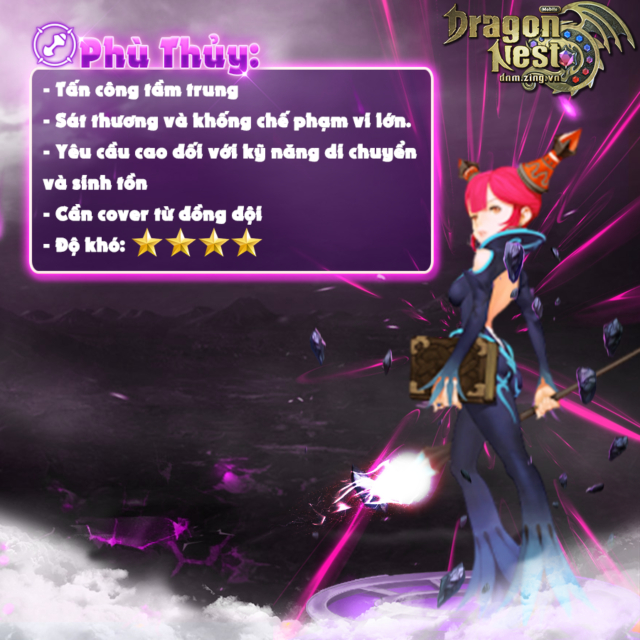 Mobile
Dragon
Nest
dnm.zing.vn
Phù Thủy:
- Tấn công tầm trung
- Sát thương và khống chế phạm vi lớn.
- Yêu cầu cao đối với kỹ năng di chuyển
và sinh tồn
- Cần cover từ đồng đội
- Độ khó: